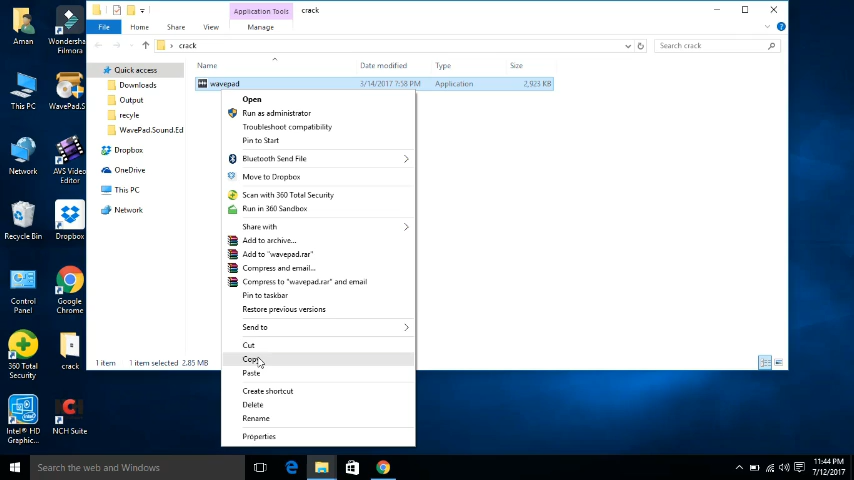 Application Tools
crack
File
Home
Share
View
Manage
crack
Search crack
Name
Date modified
Type
Size
wavepad
3/14/2017 7:58 PM
Application
2,923 KB
Quick access
Downloads
Output
recyle
WavePad.Sound.Ed
Dropbox
OneDrive
This PC
Network
Open
Run as administrator
Troubleshoot compatibility
Pin to Start
Bluetooth Send File
Move to Dropbox
Scan with 360 Total Security
Run in 360 Sandbox
Share with
Add to archive...
Add to "wavepad.rar"
Compress and email...
Compress to "wavepad.rar" and email
Pin to taskbar
Restore previous versions
Send to
Cut
Copy
Paste
Create shortcut
Delete
Rename
Properties
1 item
1 item selected 2.85 MB
Aman
Wondersha...
Filmora
This PC
WavePad.S...
Network
AVS Video
Editor
Recycle Bin
Dropbox
Control
Panel
Google
Chrome
360 Total
Security
crack
Intel® HD
Graphic...
NCH Suite
Search the web and Windows
11:44 PM
7/12/2017